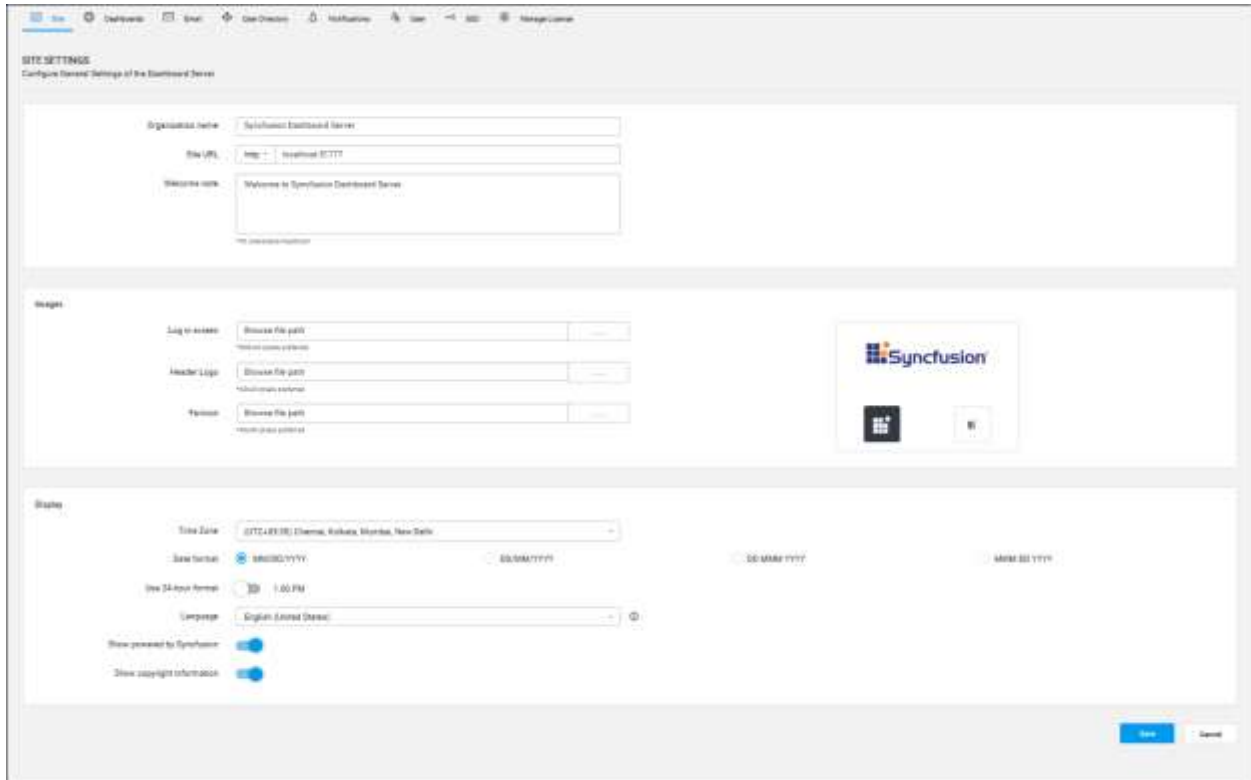 Site Dashboards Email User Directory Notifications User SSO Manage License
SITE SETTINGS
Configure General Settings of the Dashboard Server
Organization name Syncfusion Dashboard Server
Site URL http localhost:
Welcome note Welcome to Syncfusion Dashboard Server
Images
Log in screen Browse file path
Header Logo Browse file path
Favicon Browse file path
Syncfusion
Display
Time Zone (UTC+05:30) Chennai, Kolkata, Mumbai, New Delhi
Date format MM/DD/YYYY DD/MM/YYYY DD MMM YYYY MMM DD YYYY
Use 24-hour format 1:00 PM
Language English (United States)
Show powered by Syncfusion
Show copyright information
Save Cancel